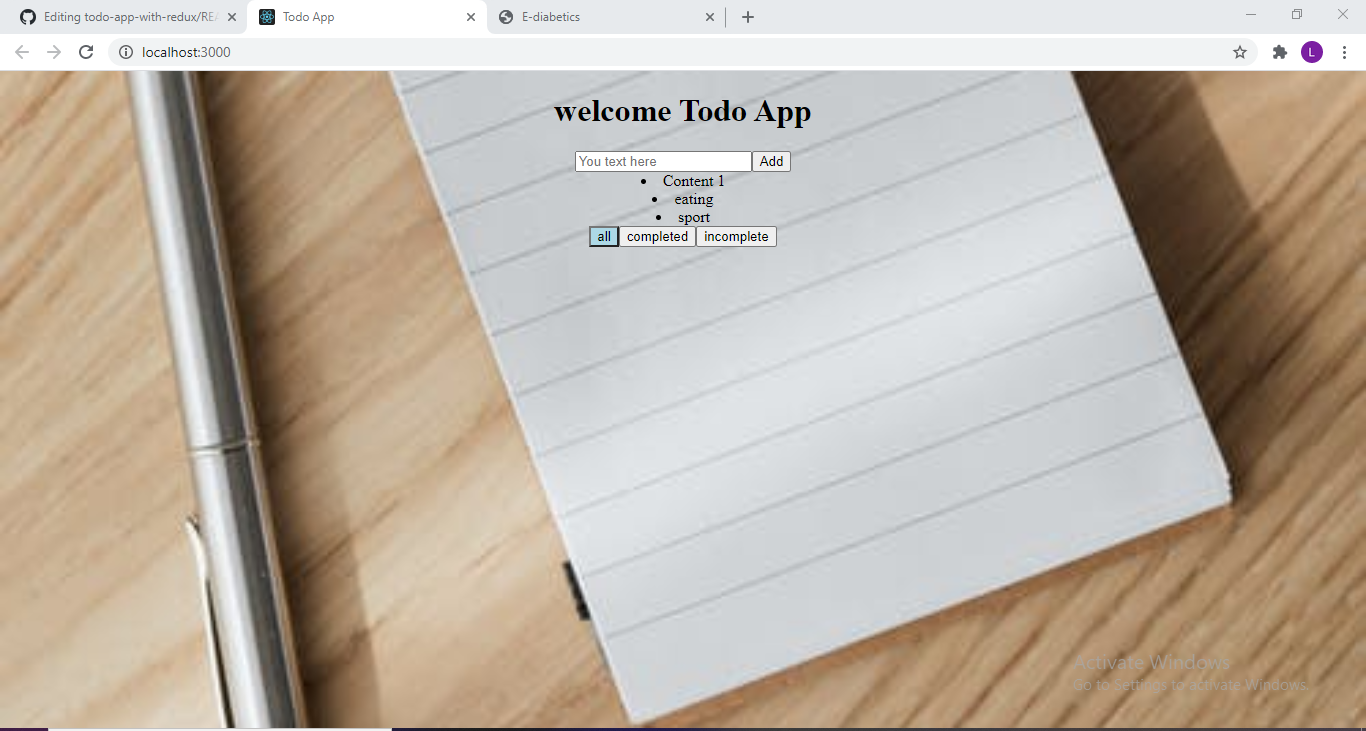 Editing todo-app-with-redux/REA
Todo App
E-diabetics
localhost:3000
L
welcome Todo App
You text here Add
Content 1
eating
sport
all completed incomplete
Activate Windows
Go to Settings to activate Windows.